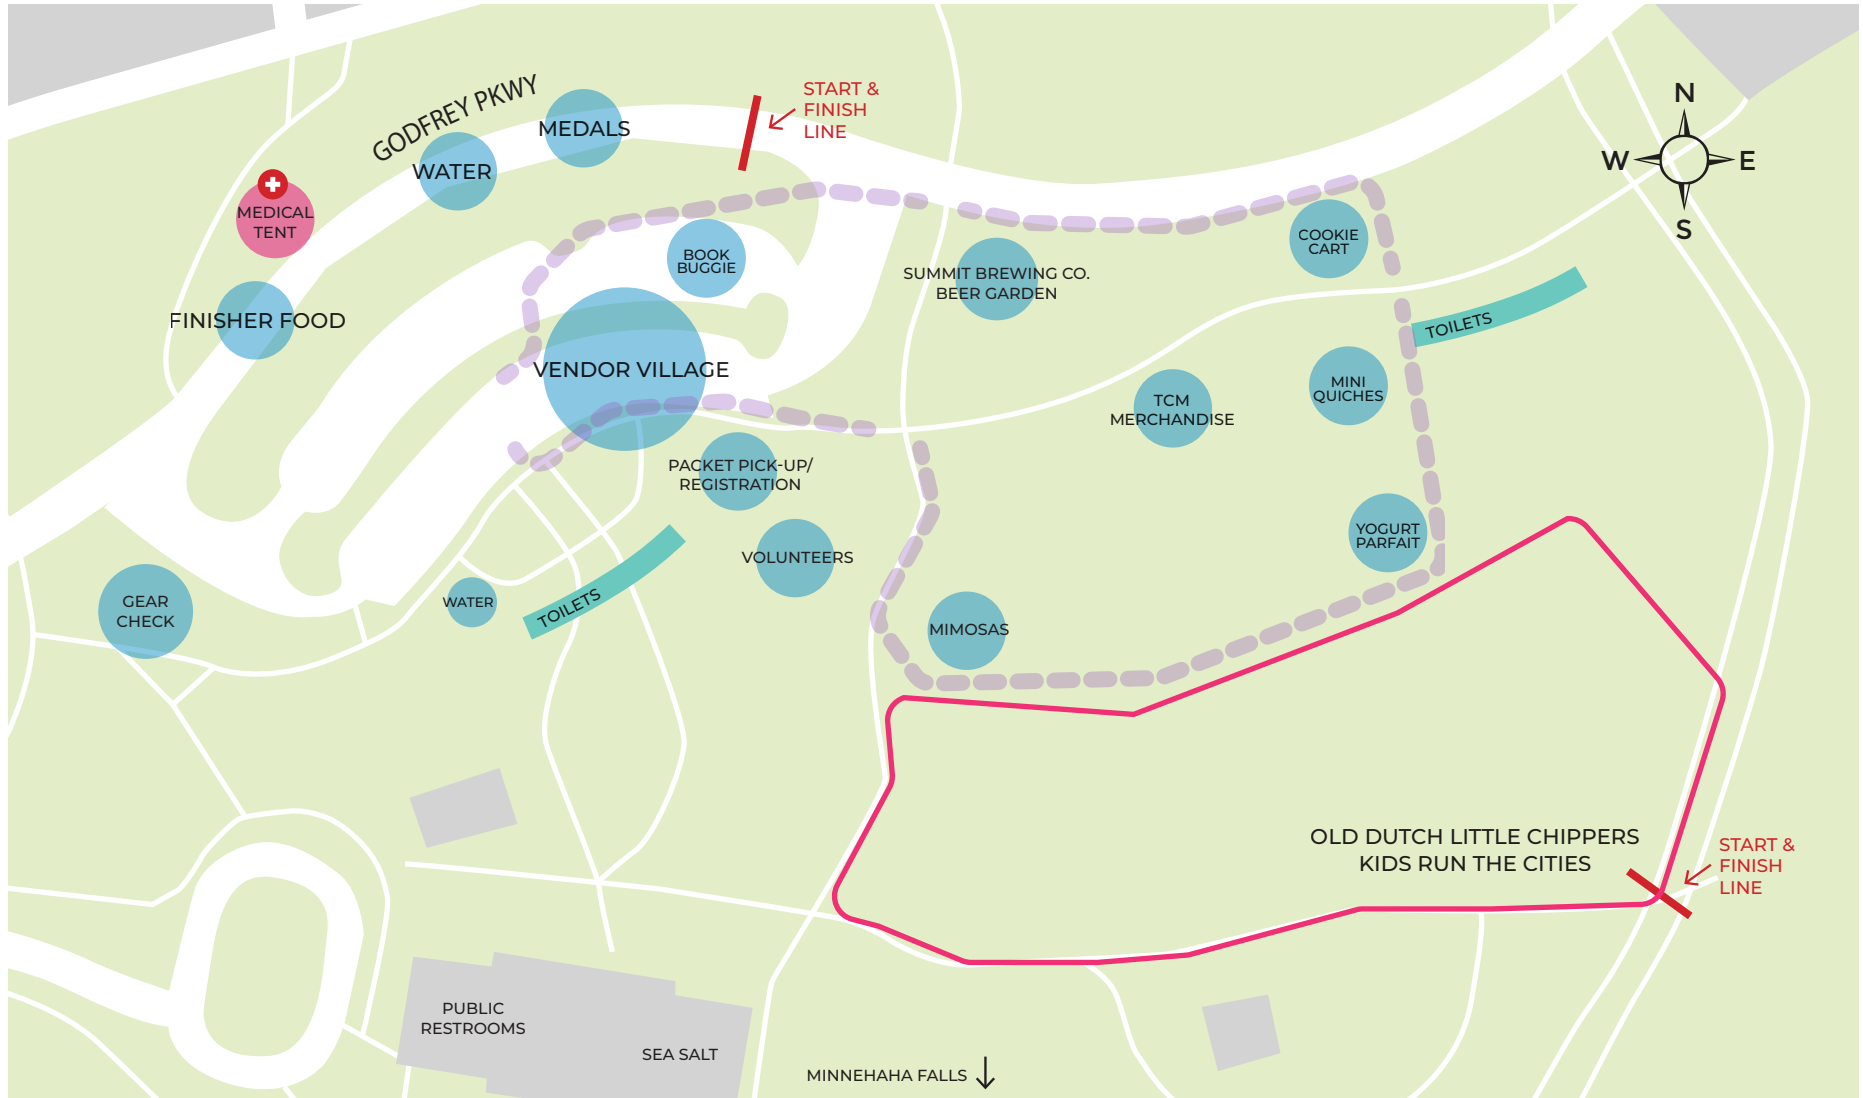 GODFREY PKWY
START &
FINISH
LINE
N
W
E
S
MEDALS
WATER
MEDICAL
TENT
FINISHER FOOD
BOOK
BUGGIE
VENDOR VILLAGE
SUMMIT BREWING CO.
BEER GARDEN
COOKIE
CART
TOILETS
MINI
QUICHES
TCM
MERCHANDISE
PACKET PICK-UP/
REGISTRATION
VOLUNTEERS
YOGURT
PARFAIT
GEAR
CHECK
WATER
TOILETS
MIMOSAS
OLD DUTCH LITTLE CHIPPERS
KIDS RUN THE CITIES
START &
FINISH
LINE
PUBLIC
RESTROOMS
SEA SALT
MINNEHAHA FALLS